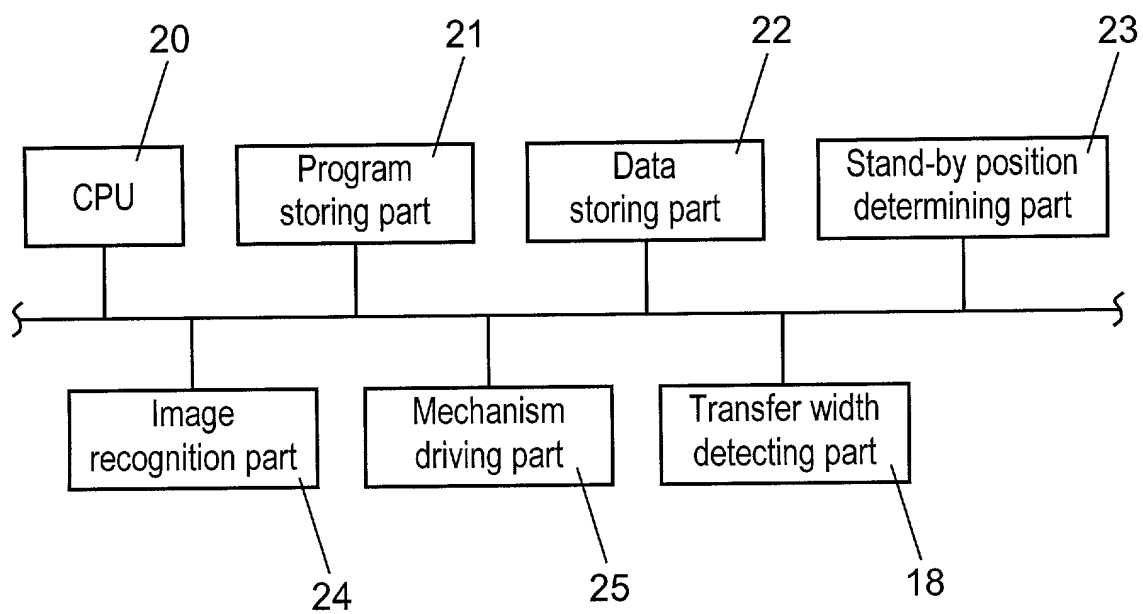 20
21
22
23
CPU
Program
storing part
Data
storing part
Stand-by position
determining part
Image
recognition part
Mechanism
driving part
Transfer width
detecting part
24
25
18